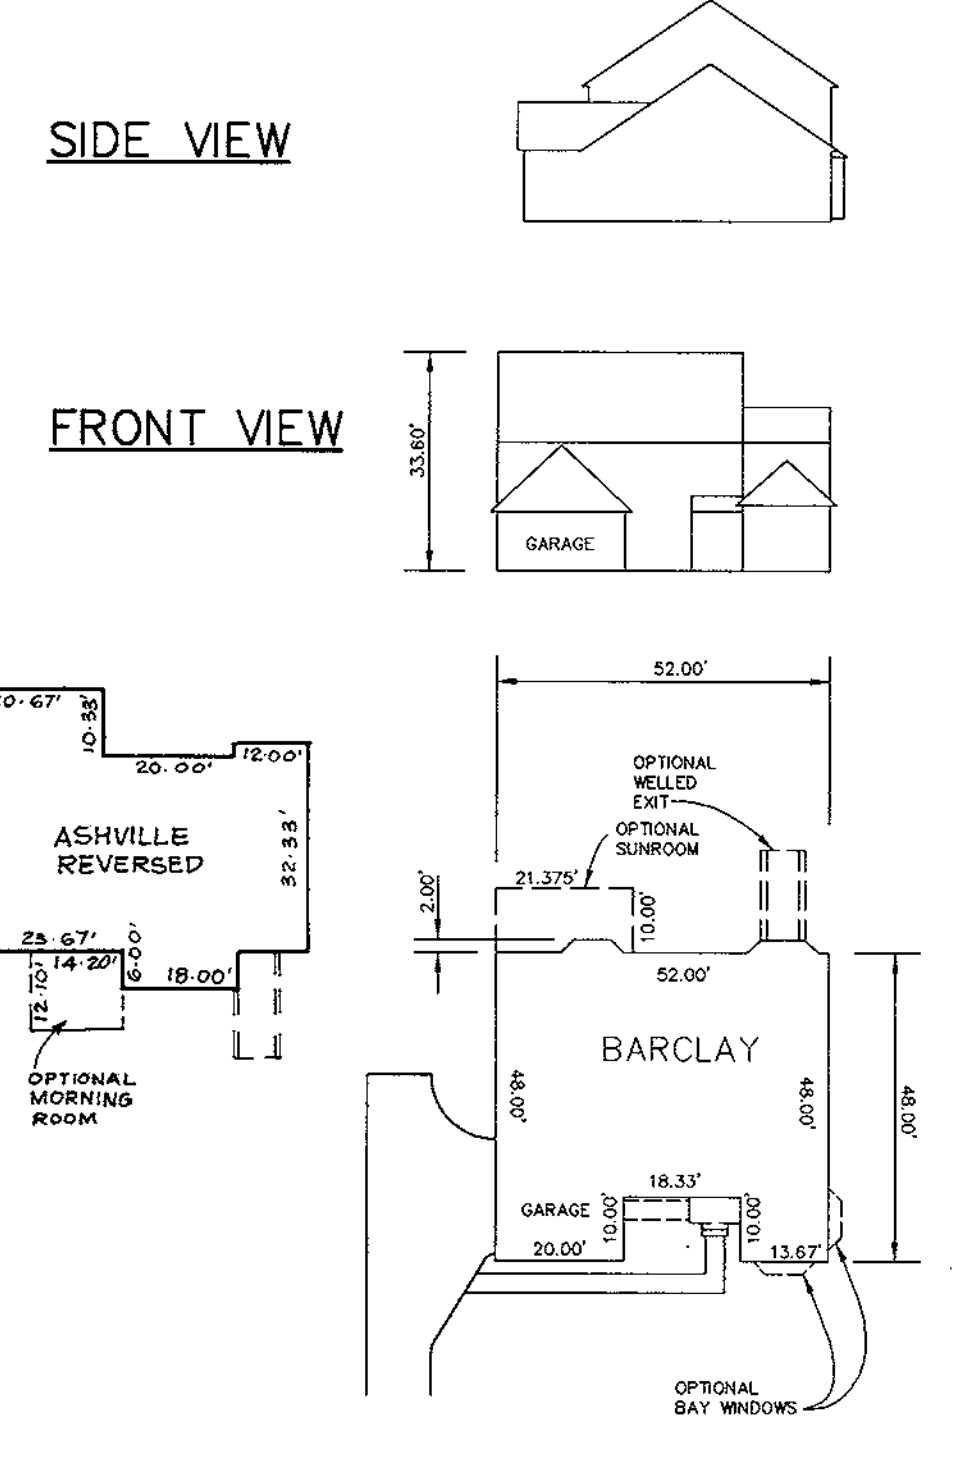 SIDE VIEW
FRONT VIEW
33.60'
GARAGE
52.00'
10.33'
20.00'
12.00'
ASHVILLE
REVERSED
32.33'
23.67'
14.20'
6.00'
18.00'
12.10'
OPTIONAL
MORNING
ROOM
OPTIONAL
WELLED
EXIT
OPTIONAL
SUNROOM
21.375'
2.00'
10.00'
52.00'
BARCLAY
48.00'
48.00'
48.00'
18.33'
GARAGE
10.00'
10.00'
20.00'
13.67'
OPTIONAL
BAY WINDOWS